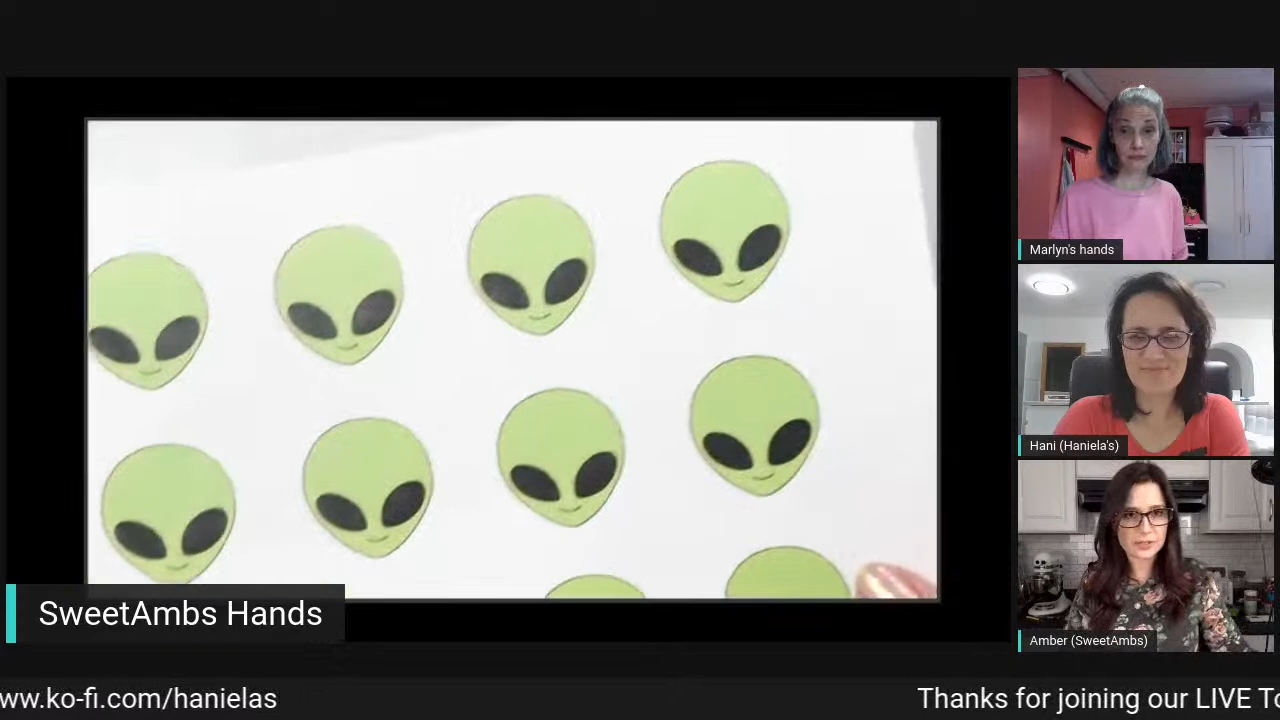 Marlyn's hands
Hani (Haniela's)
SweetAmbs Hands
Amber (SweetAmbs)
ww.ko-fi.com/hanielas
Thanks for joining our LIVE To